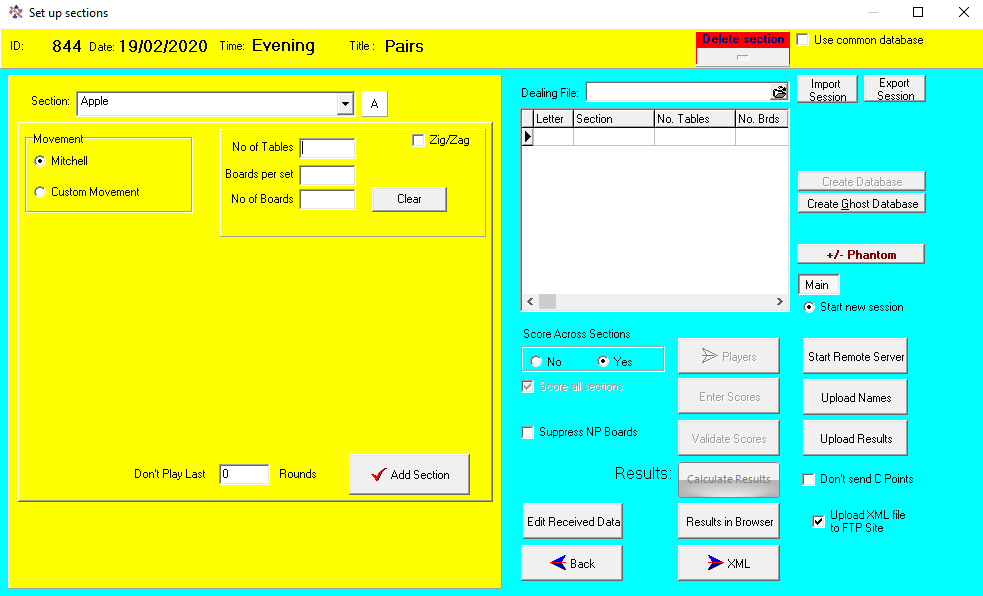 Set up sections
ID: 844 Date: 19/02/2020 Time: Evening Title : Pairs
Delete section
Use common database
Section: Apple A
Movement
Mitchell
Custom Movement
No of Tables
Zig/Zag
Boards per set
No of Boards
Clear
Don't Play Last 0 Rounds
Add Section
Dealing File:
Import Session
Export Session
Letter Section No. Tables No. Brds
Create Database
Create Ghost Database
+/- Phantom
Main
Start new session
Score Across Sections
No Yes
Score all sections
Suppress NP Boards
Players
Enter Scores
Validate Scores
Results: Calculate Results
Edit Received Data
Results in Browser
Back
XML
Start Remote Server
Upload Names
Upload Results
Don't send C Points
Upload XML file
to FTP Site